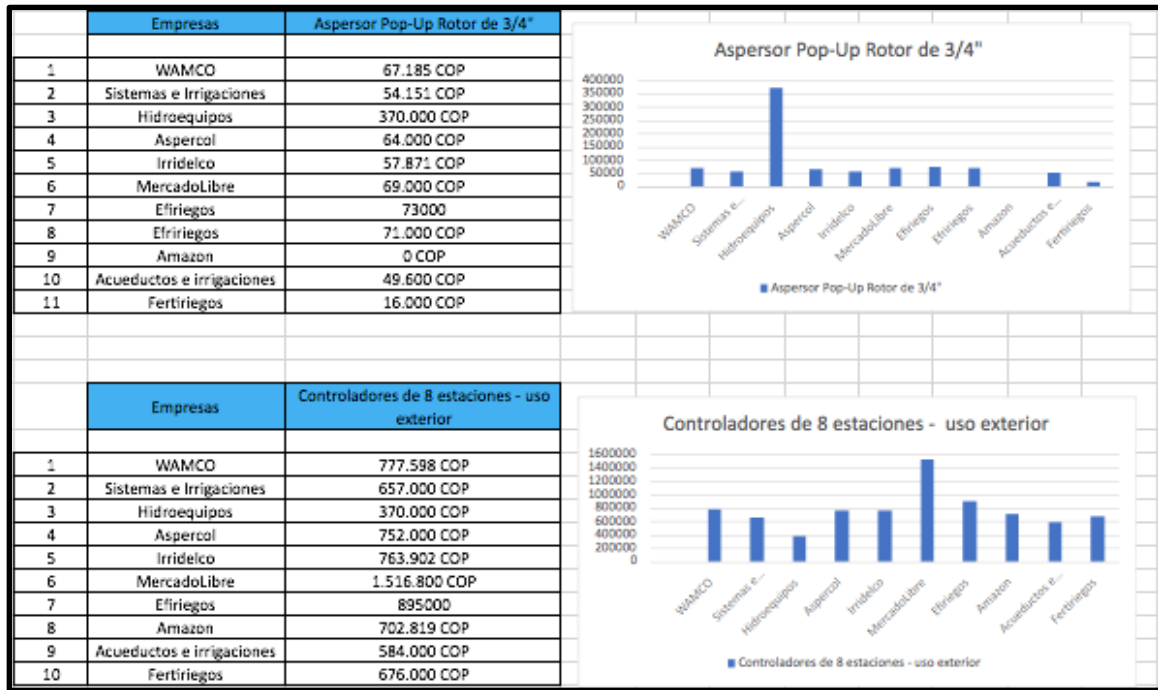 Empresas Aspersor Pop-Up Rotor de 3/4"
1 WAMCO 67.185 COP
2 Sistemas e Irrigaciones 54.151 COP
3 Hidroequipos 370.000 COP
4 Aspercol 64.000 COP
5 Irridelco 57.871 COP
6 MercadoLibre 69.000 COP
7 Efiriegos 73000
8 Efririegos 71.000 COP
9 Amazon 0 COP
10 Acueductos e irrigaciones 49.600 COP
11 Fertiriegos 16.000 COP
Aspersor Pop-Up Rotor de 3/4"
400000
350000
300000
250000
200000
150000
100000
50000
0
WAMCO
Sistemas e...
Hidroequipos
Aspercol
Irridelco
MercadoLibre
Efiriegos
Efririegos
Amazon
Acueductos e...
Fertiriegos
Aspersor Pop-Up Rotor de 3/4"
Empresas Controladores de 8 estaciones - uso
exterior
1 WAMCO 777.598 COP
2 Sistemas e Irrigaciones 657.000 COP
3 Hidroequipos 370.000 COP
4 Aspercol 752.000 COP
5 Irridelco 763.902 COP
6 MercadoLibre 1.516.800 COP
7 Efiriegos 895000
8 Amazon 702.819 COP
9 Acueductos e irrigaciones 584.000 COP
10 Fertiriegos 676.000 COP
Controladores de 8 estaciones - uso exterior
1600000
1400000
1200000
1000000
800000
600000
400000
200000
0
WAMCO
Sistemas e...
Hidroequipos
Aspercol
Irridelco
MercadoLibre
Efiriegos
Amazon
Acueductos e...
Fertiriegos
Controladores de 8 estaciones - uso exterior